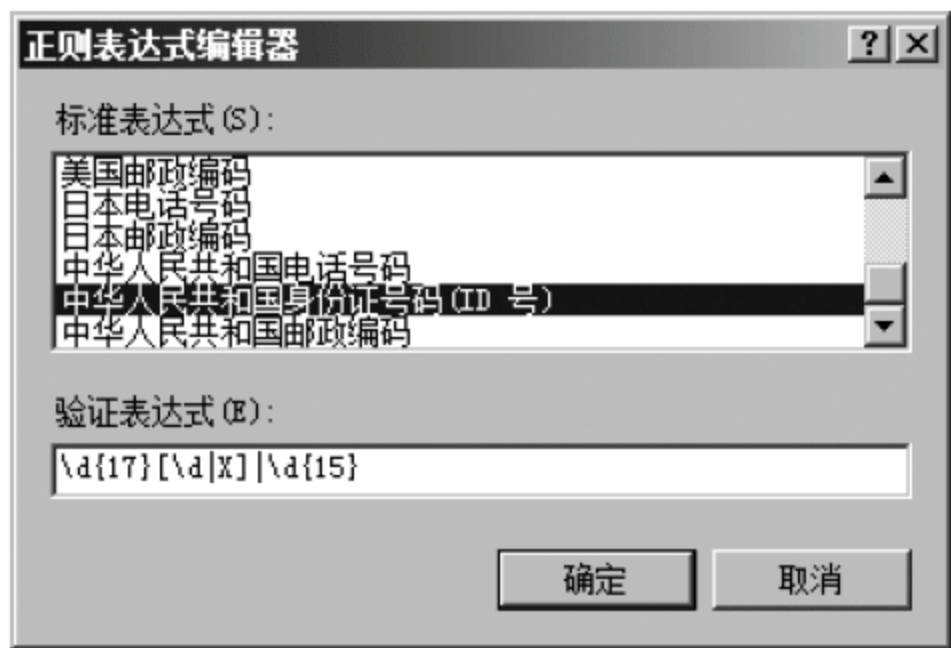 正则表达式编辑器
标准表达式(S):
美国邮政编码
日本电话号码
日本邮政编码
中华人民共和国电话号码
中华人民共和国身份证号码(ID 号)
中华人民共和国邮政编码
验证表达式(E):
\d{17}[\d|X]|\d{15}
确定 取消